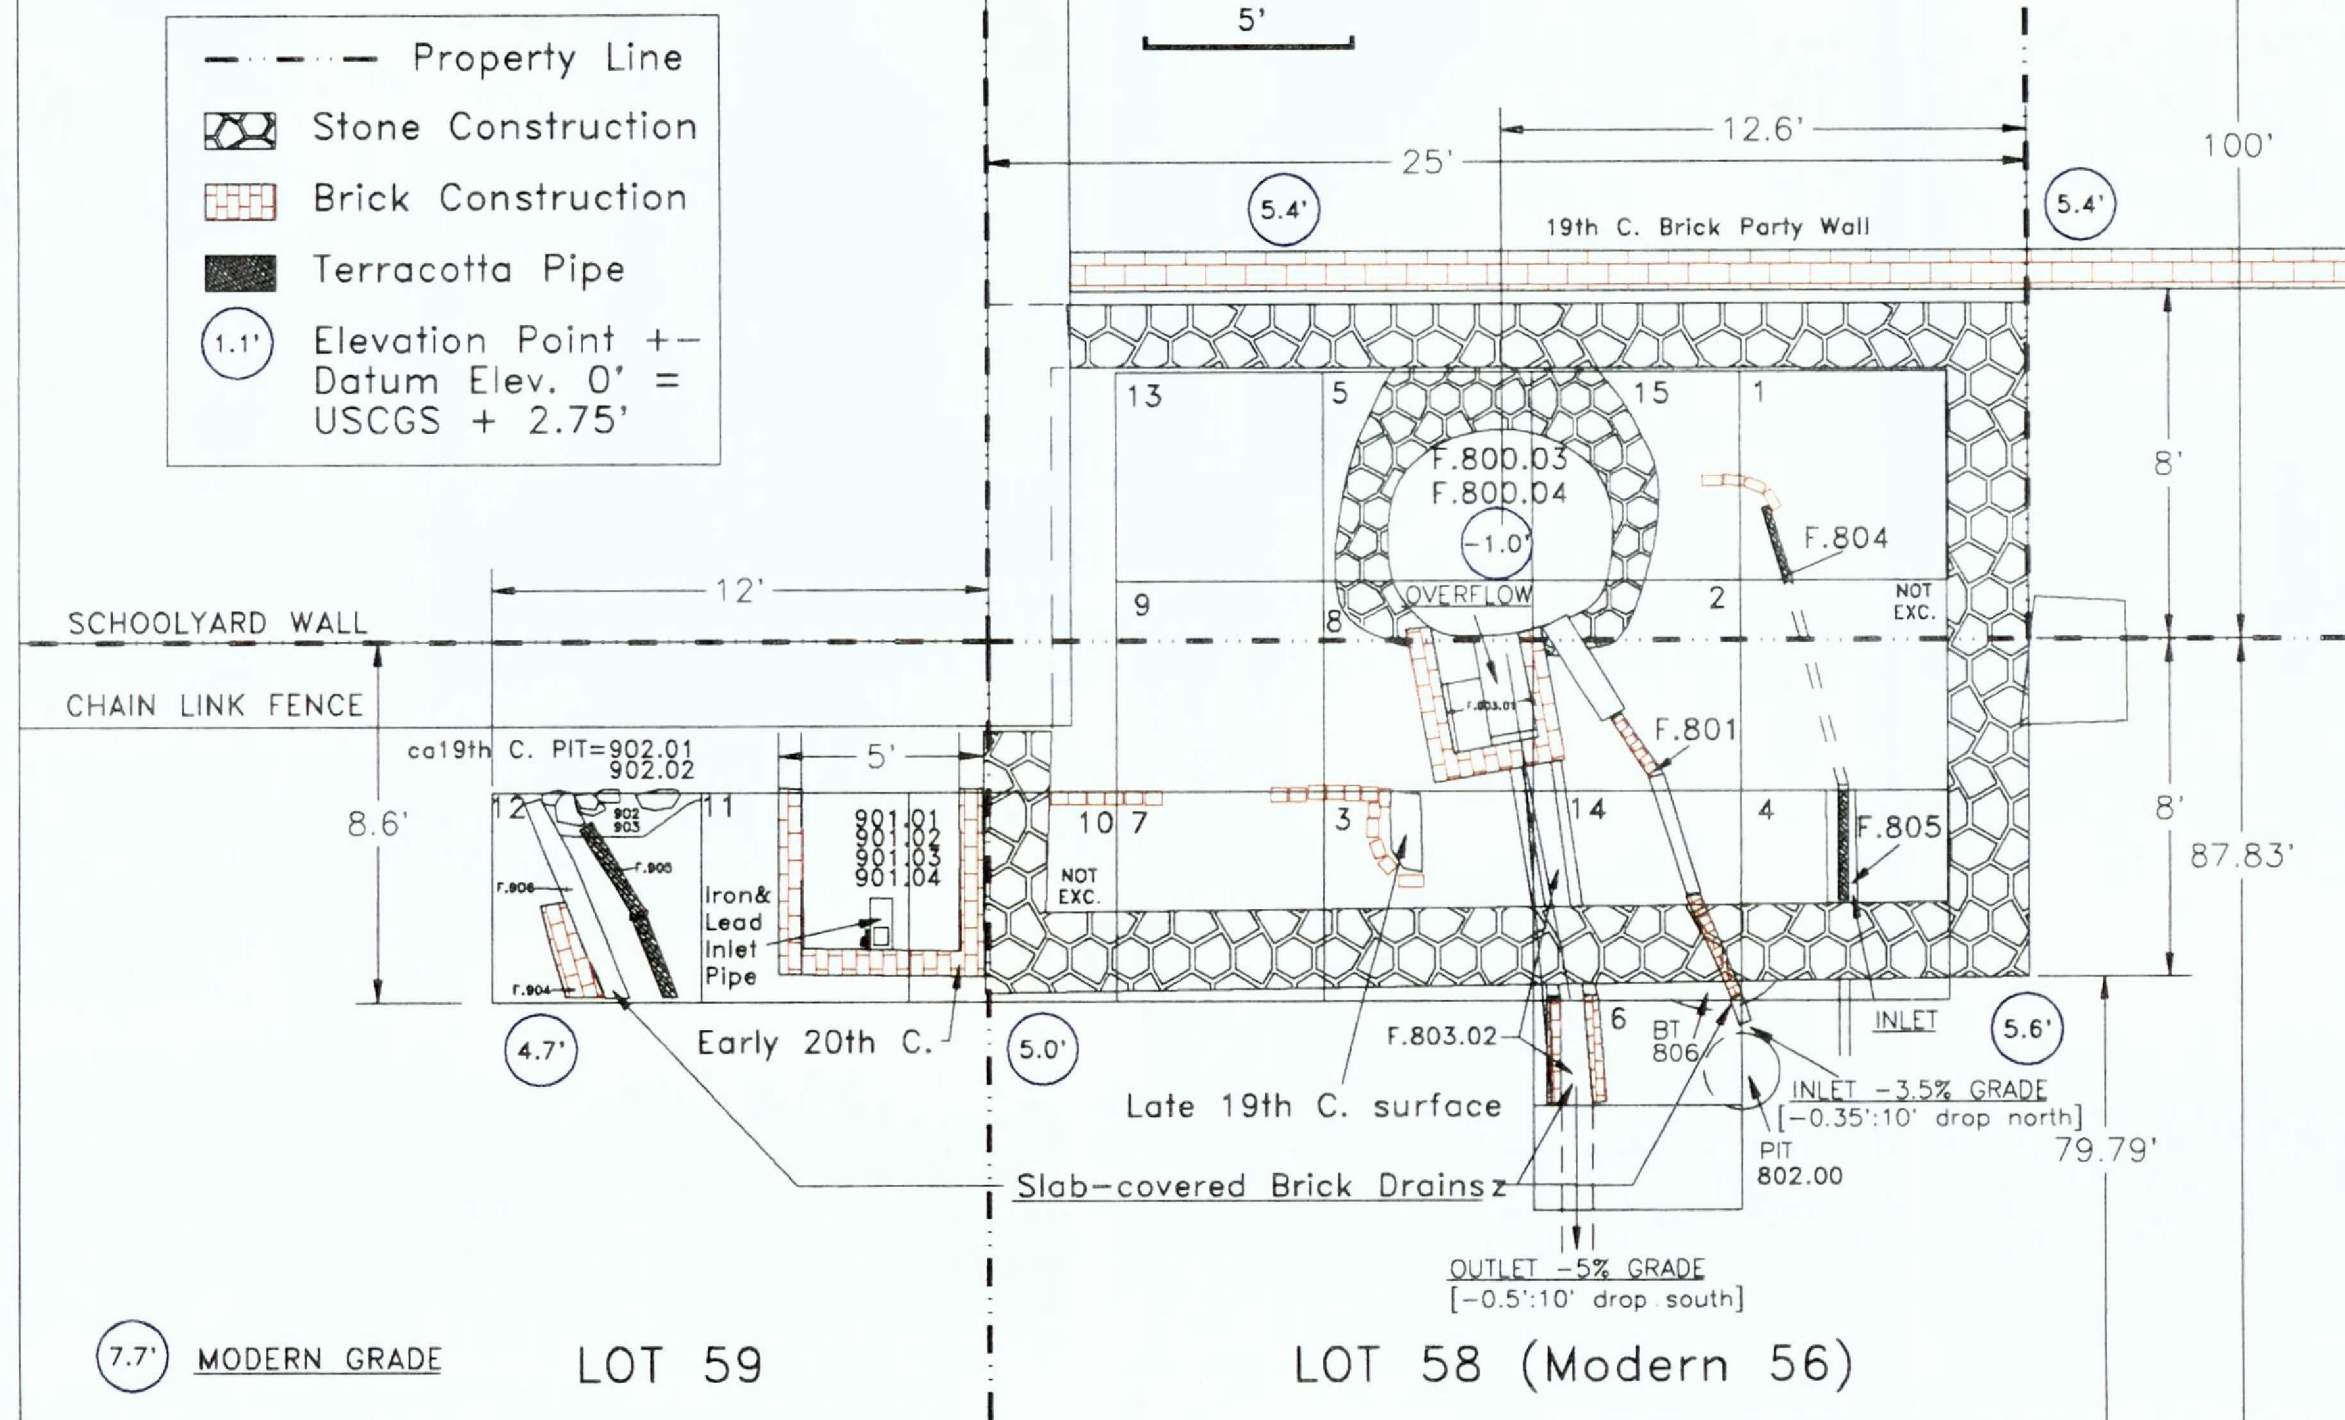 Property Line
Stone Construction
Brick Construction
Terracotta Pipe
1.1'
Elevation Point +-
Datum Elev. 0' =
USCGS + 2.75'
5'
12.6'
25'
100'
5.4'
5.4'
19th C. Brick Party Wall
13
5
15
1
F.800.03
F.800.04
-1.0'
F.804
8'
12'
OVERFLOW
9
8
2
NOT
EXC.
SCHOOLYARD WALL
CHAIN LINK FENCE
F.803.01
F.801
ca19th C. PIT=902.01
902.02
5'
8.6'
12
11
902
903
F.905
F.906
F.904
901.01
901.02
901.03
901.04
Iron&
Lead
Inlet
Pipe
10
7
3
14
4
F.805
NOT
EXC.
8'
87.83'
4.7'
Early 20th C.
5.0'
F.803.02
6
BT
806
INLET
5.6'
Late 19th C. surface
INLET -3.5% GRADE
[-0.35':10' drop north]
PIT
802.00
79.79'
Slab-covered Brick Drains
OUTLET -5% GRADE
[-0.5':10' drop south]
7.7'
MODERN GRADE
LOT 59
LOT 58 (Modern 56)